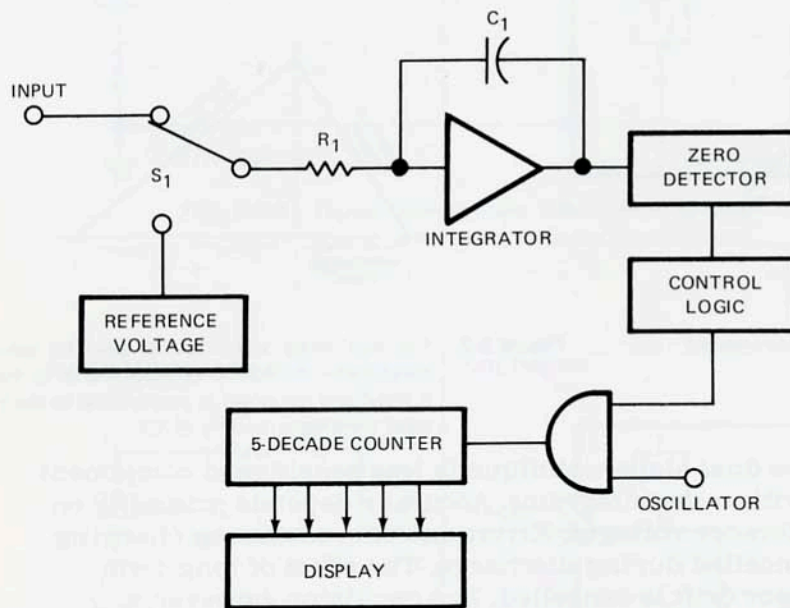 C1
INPUT
R1
S1
ZERO
DETECTOR
INTEGRATOR
CONTROL
LOGIC
REFERENCE
VOLTAGE
5-DECADE COUNTER
OSCILLATOR
DISPLAY